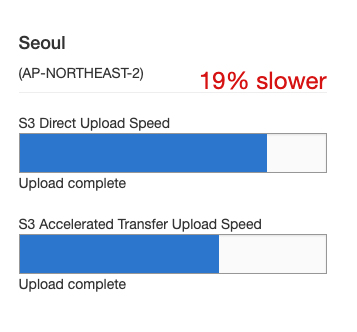 Seoul
(AP-NORTHEAST-2)
19% slower
S3 Direct Upload Speed
Upload complete
S3 Accelerated Transfer Upload Speed
Upload complete